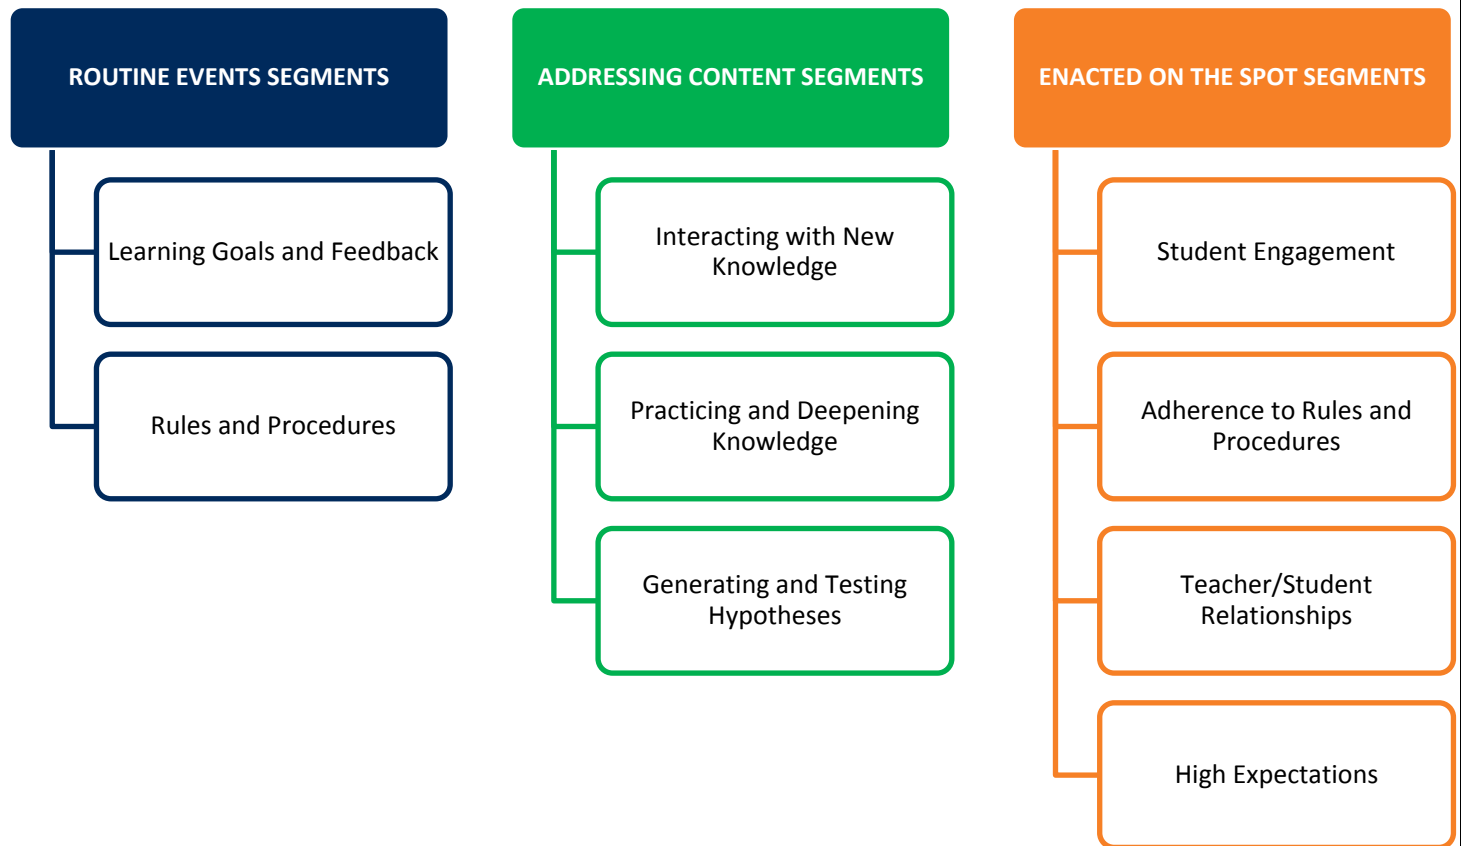 ROUTINE EVENTS SEGMENTS
Learning Goals and Feedback
Rules and Procedures
ADDRESSING CONTENT SEGMENTS
Interacting with New
Knowledge
Practicing and Deepening
Knowledge
Generating and Testing
Hypotheses
ENACTED ON THE SPOT SEGMENTS
Student Engagement
Adherence to Rules and
Procedures
Teacher/Student
Relationships
High Expectations